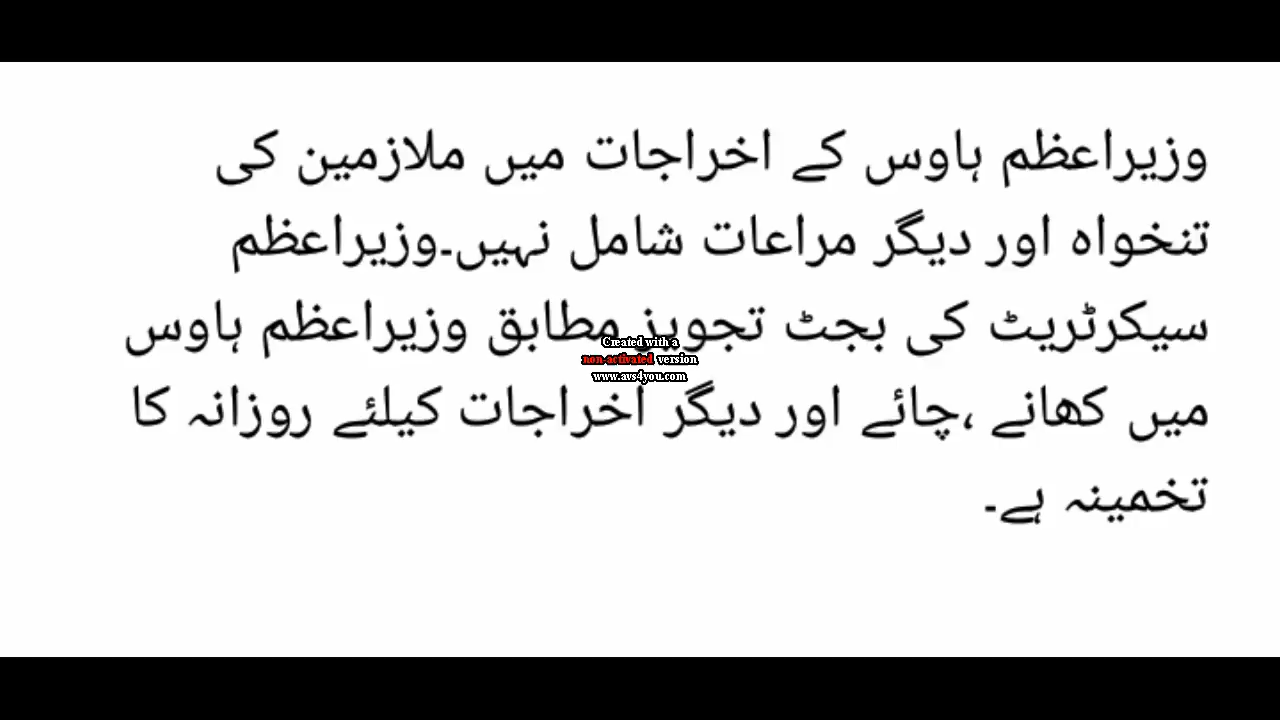 وزیراعظم ہاوس کے اخراجات میں ملازمین کی
تنخواہ اور دیگر مراعات شامل نہیں۔وزیراعظم
سیکرٹریٹ کی بجٹ تجویز مطابق وزیراعظم ہاوس
Created with a
non-activated version
www.avs4you.com
میں کھانے ،چائے اور دیگر اخراجات کیلئے روزانہ کا
تخمینہ ہے۔